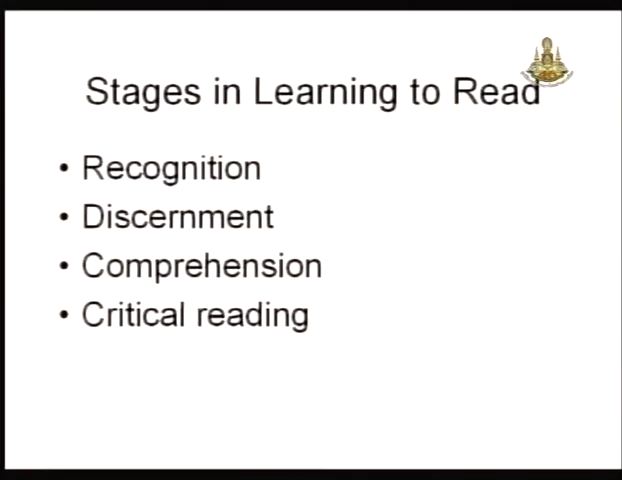 Stages in Learning to Read
• Recognition
• Discernment
• Comprehension
• Critical reading